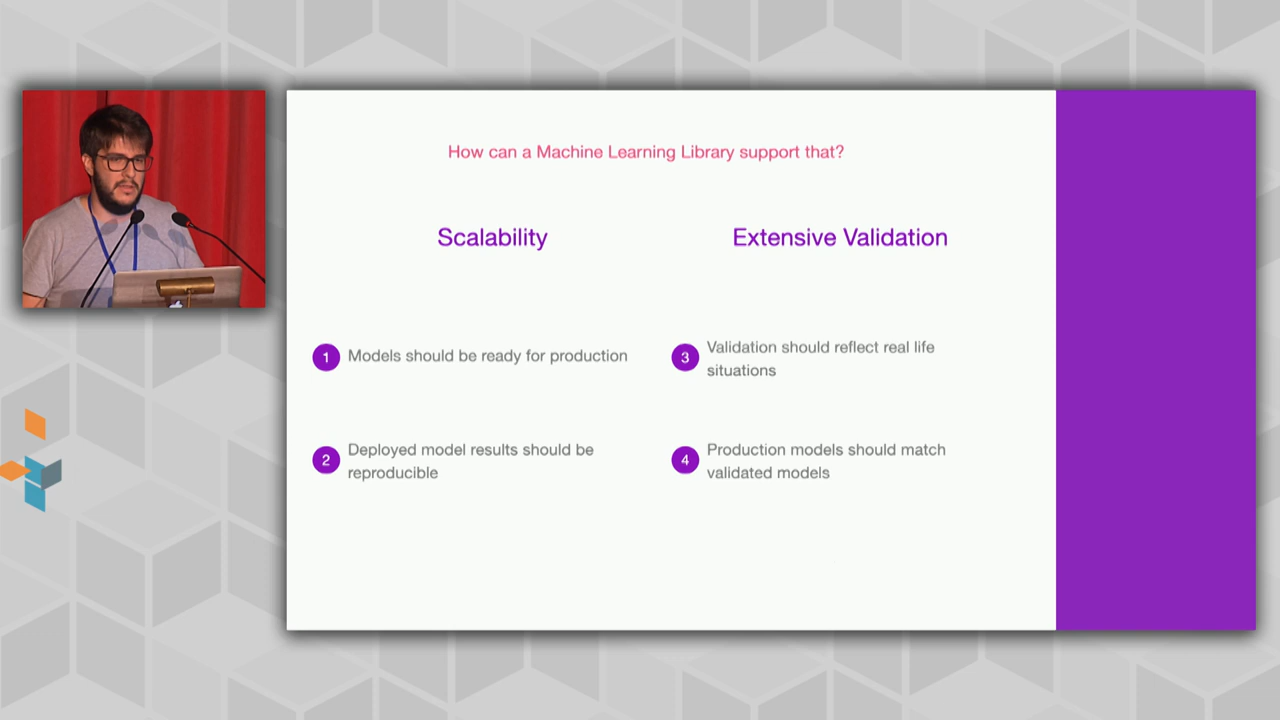 How can a Machine Learning Library support that?
Scalability
Extensive Validation
1 Models should be ready for production
2 Deployed model results should be
reproducible
3 Validation should reflect real life
situations
4 Production models should match
validated models